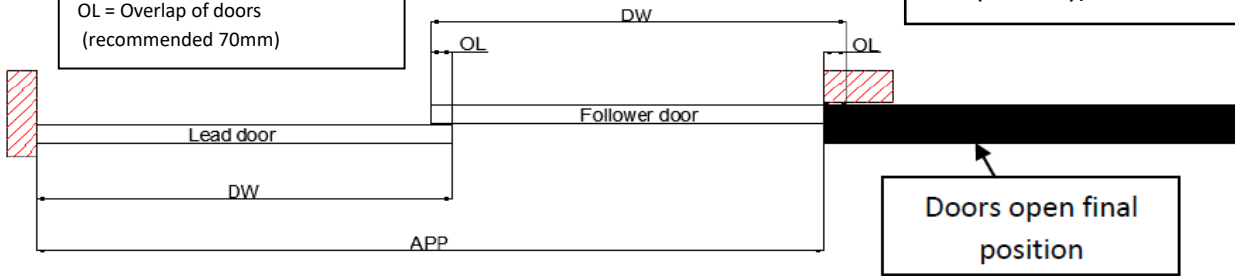 OL = Overlap of doors
(recommended 70mm)
DW
OL
OL
Follower door
Lead door
DW
APP
Doors open final
position